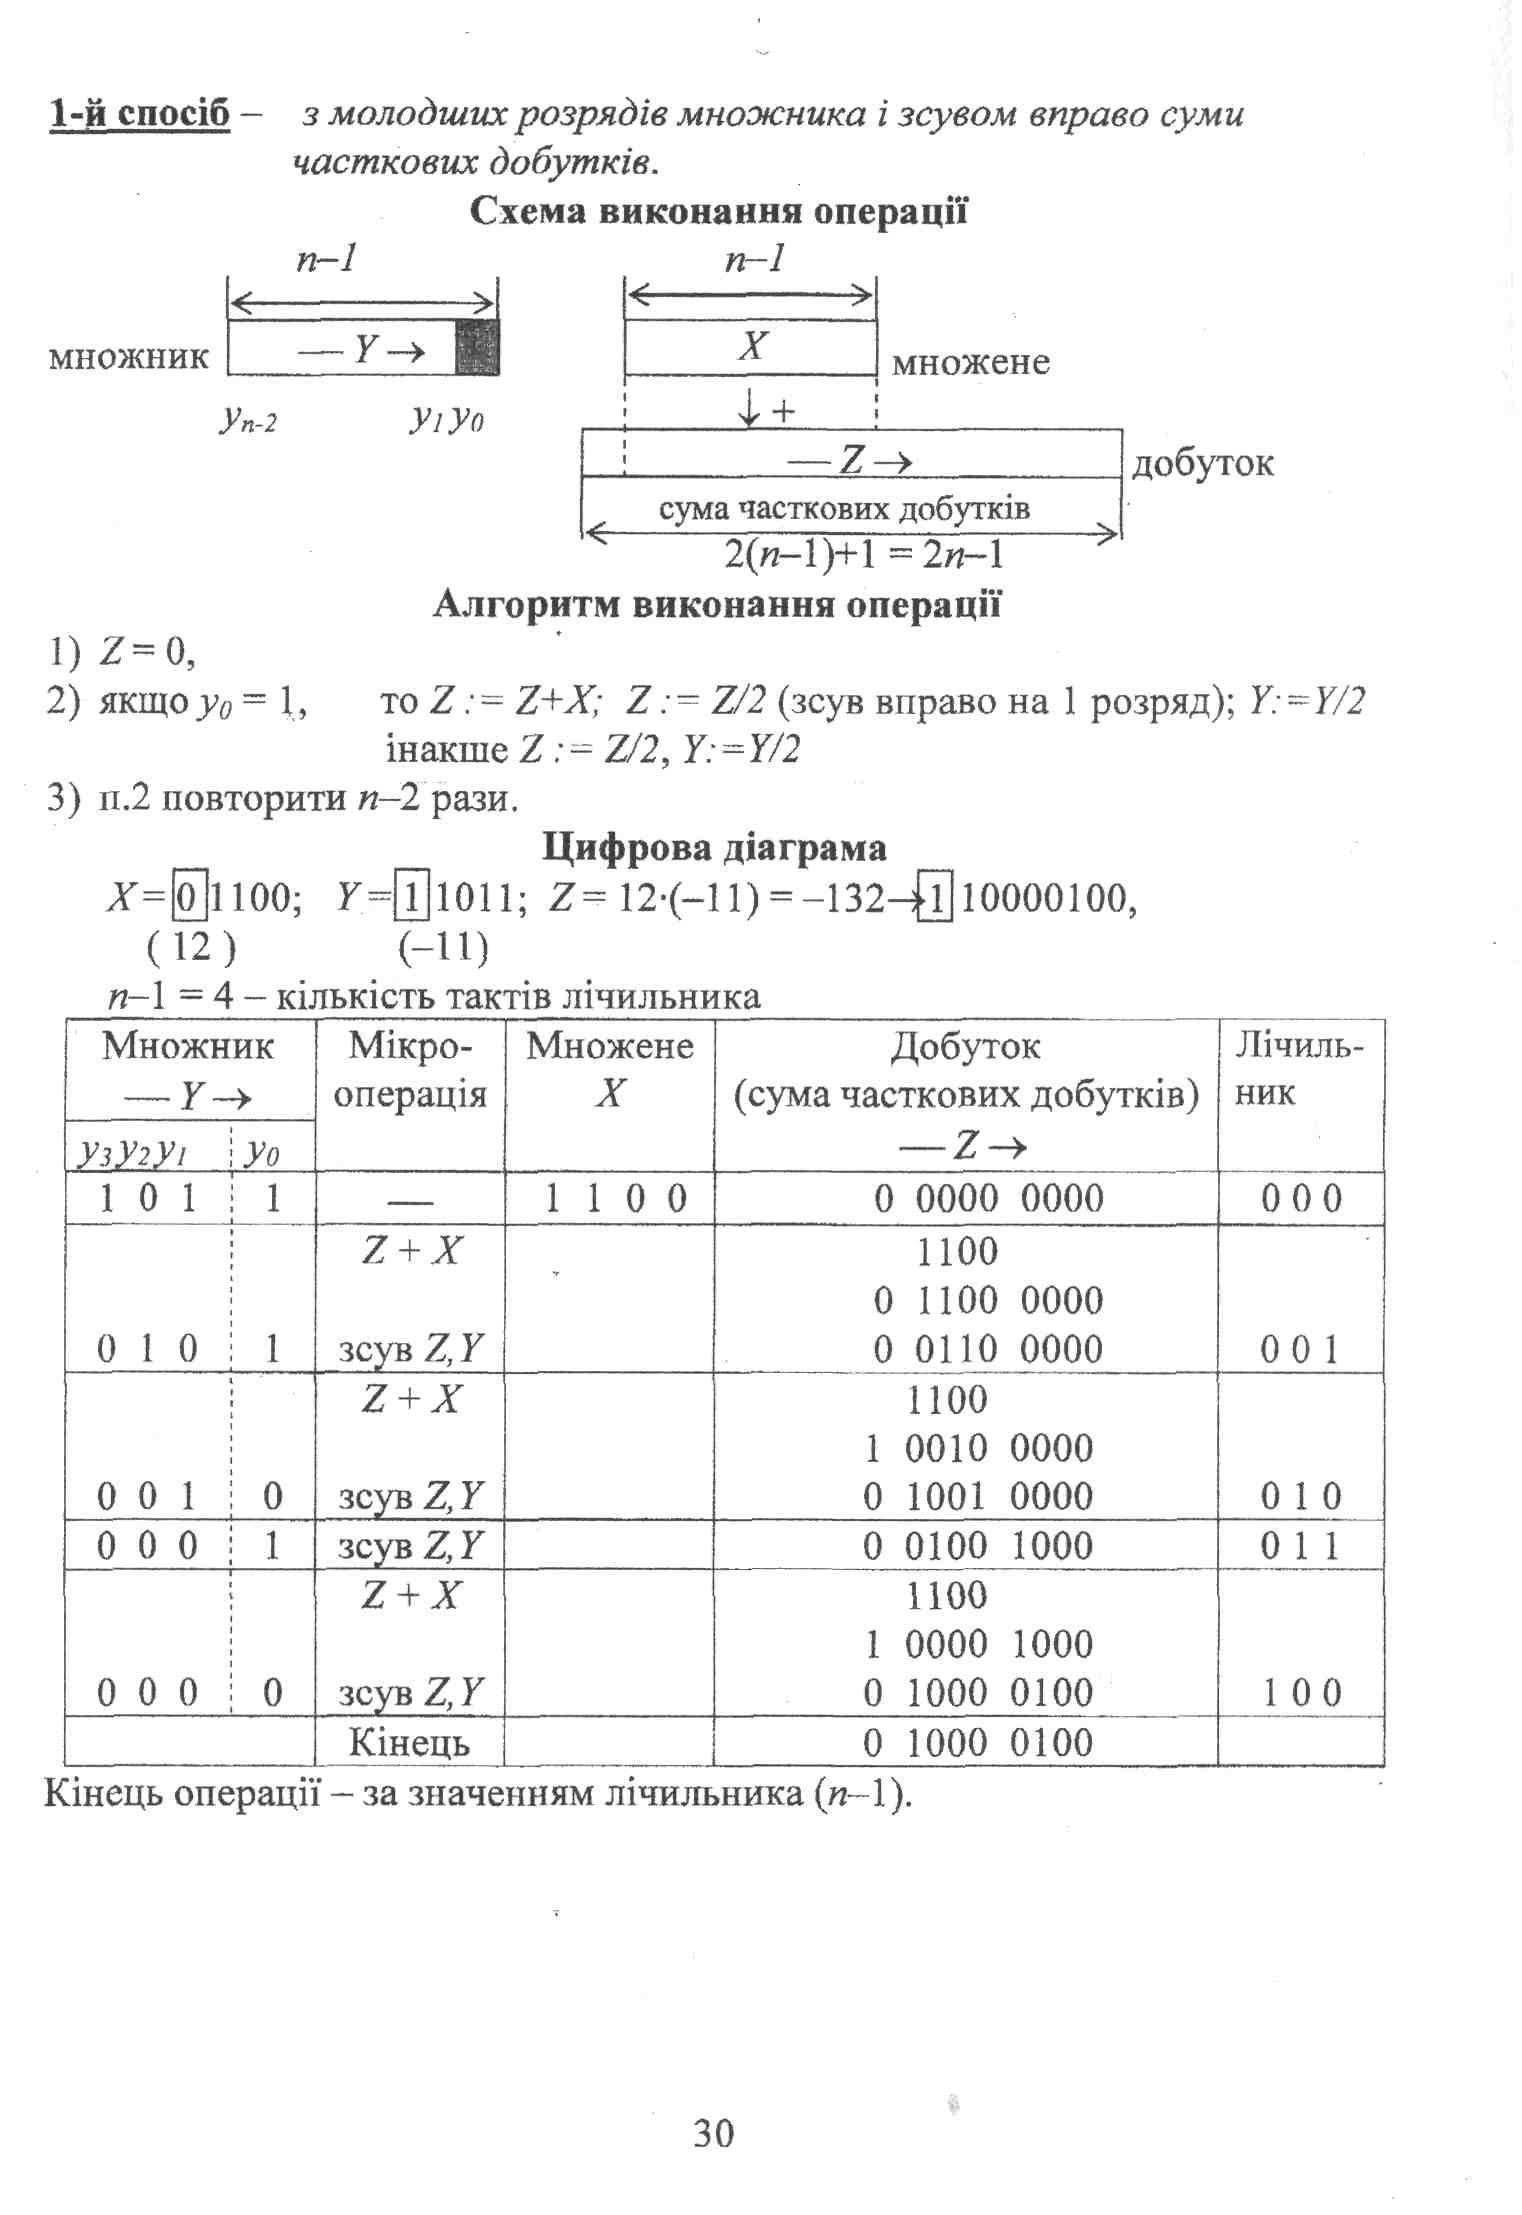 1-й спосіб – з молодших розрядів множника і зсувом вправо суми
часткових добутків.
Схема виконання операції
n–1 n–1
множник — Y → X множене
yn-2 y1 y0 ↓ +
— Z → добуток
сума часткових добутків
2(n–1)+1 = 2n–1
Алгоритм виконання операції
1) Z = 0,
2) якщо y0 = 1, то Z := Z+X; Z := Z/2 (зсув вправо на 1 розряд); Y:=Y/2
інакше Z := Z/2, Y:=Y/2
3) п.2 повторити n–2 рази.
Цифрова діаграма
X=0 1100; Y=1 1011; Z= 12·(–11) = –132→1 10000100,
( 12 ) (–11)
n–1 = 4 – кількість тактів лічильника
Множник Мікро- Множене Добуток Лічиль-
— Y → операція X (сума часткових добутків) ник
y3y2y1 y0 — Z →
1 0 1 1 — 1 1 0 0 0 0000 0000 0 0 0
Z + X 1100
0 1100 0000
0 1 0 1 зсув Z, Y 0 0110 0000 0 0 1
Z + X 1100
1 0010 0000
0 0 1 0 зсув Z, Y 0 1001 0000 0 1 0
0 0 0 1 зсув Z, Y 0 0100 1000 0 1 1
Z + X 1100
1 0000 1000
0 0 0 0 зсув Z, Y 0 1000 0100 1 0 0
Кінець 0 1000 0100
Кінець операції – за значенням лічильника (n–1).
30